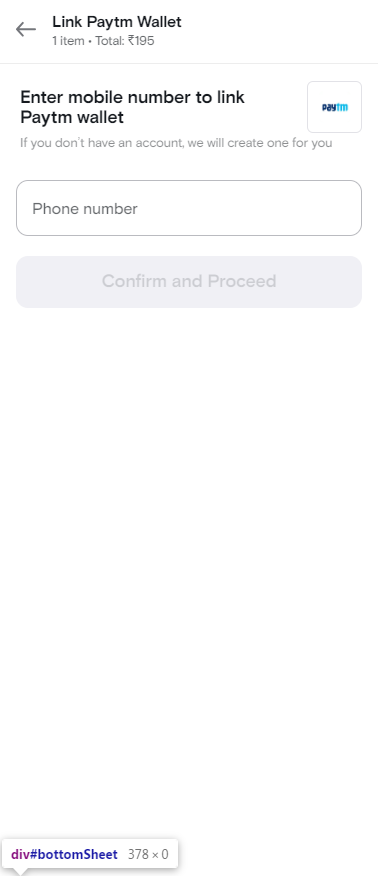 Link Paytm Wallet
1 item • Total: ₹195
Enter mobile number to link
Paytm wallet
paytm
If you don't have an account, we will create one for you
Phone number
Confirm and Proceed
div#bottomSheet 378 × 0